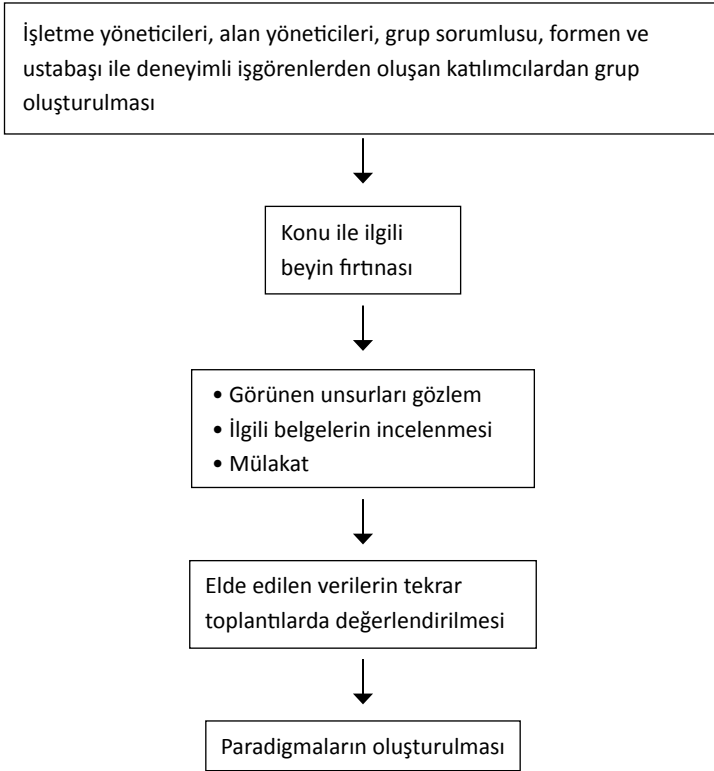 İşletme yöneticileri, alan yöneticileri, grup sorumlusu, formen ve
ustabaşı ile deneyimli işgörenlerden oluşan katılımcılardan grup
oluşturulması
Konu ile ilgili
beyin fırtınası
• Görünen unsurları gözlem
• İlgili belgelerin incelenmesi
• Mülakat
Elde edilen verilerin tekrar
toplantılarda değerlendirilmesi
Paradigmaların oluşturulması